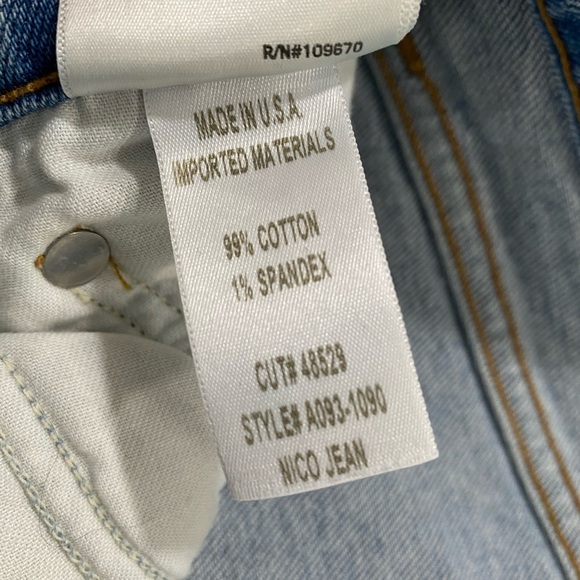 R/N#109670
MADE IN U.S.A.
IMPORTED MATERIALS
99% COTTON
1% SPANDEX
CUT# 48529
STYLE# A093-1090
NICO JEAN